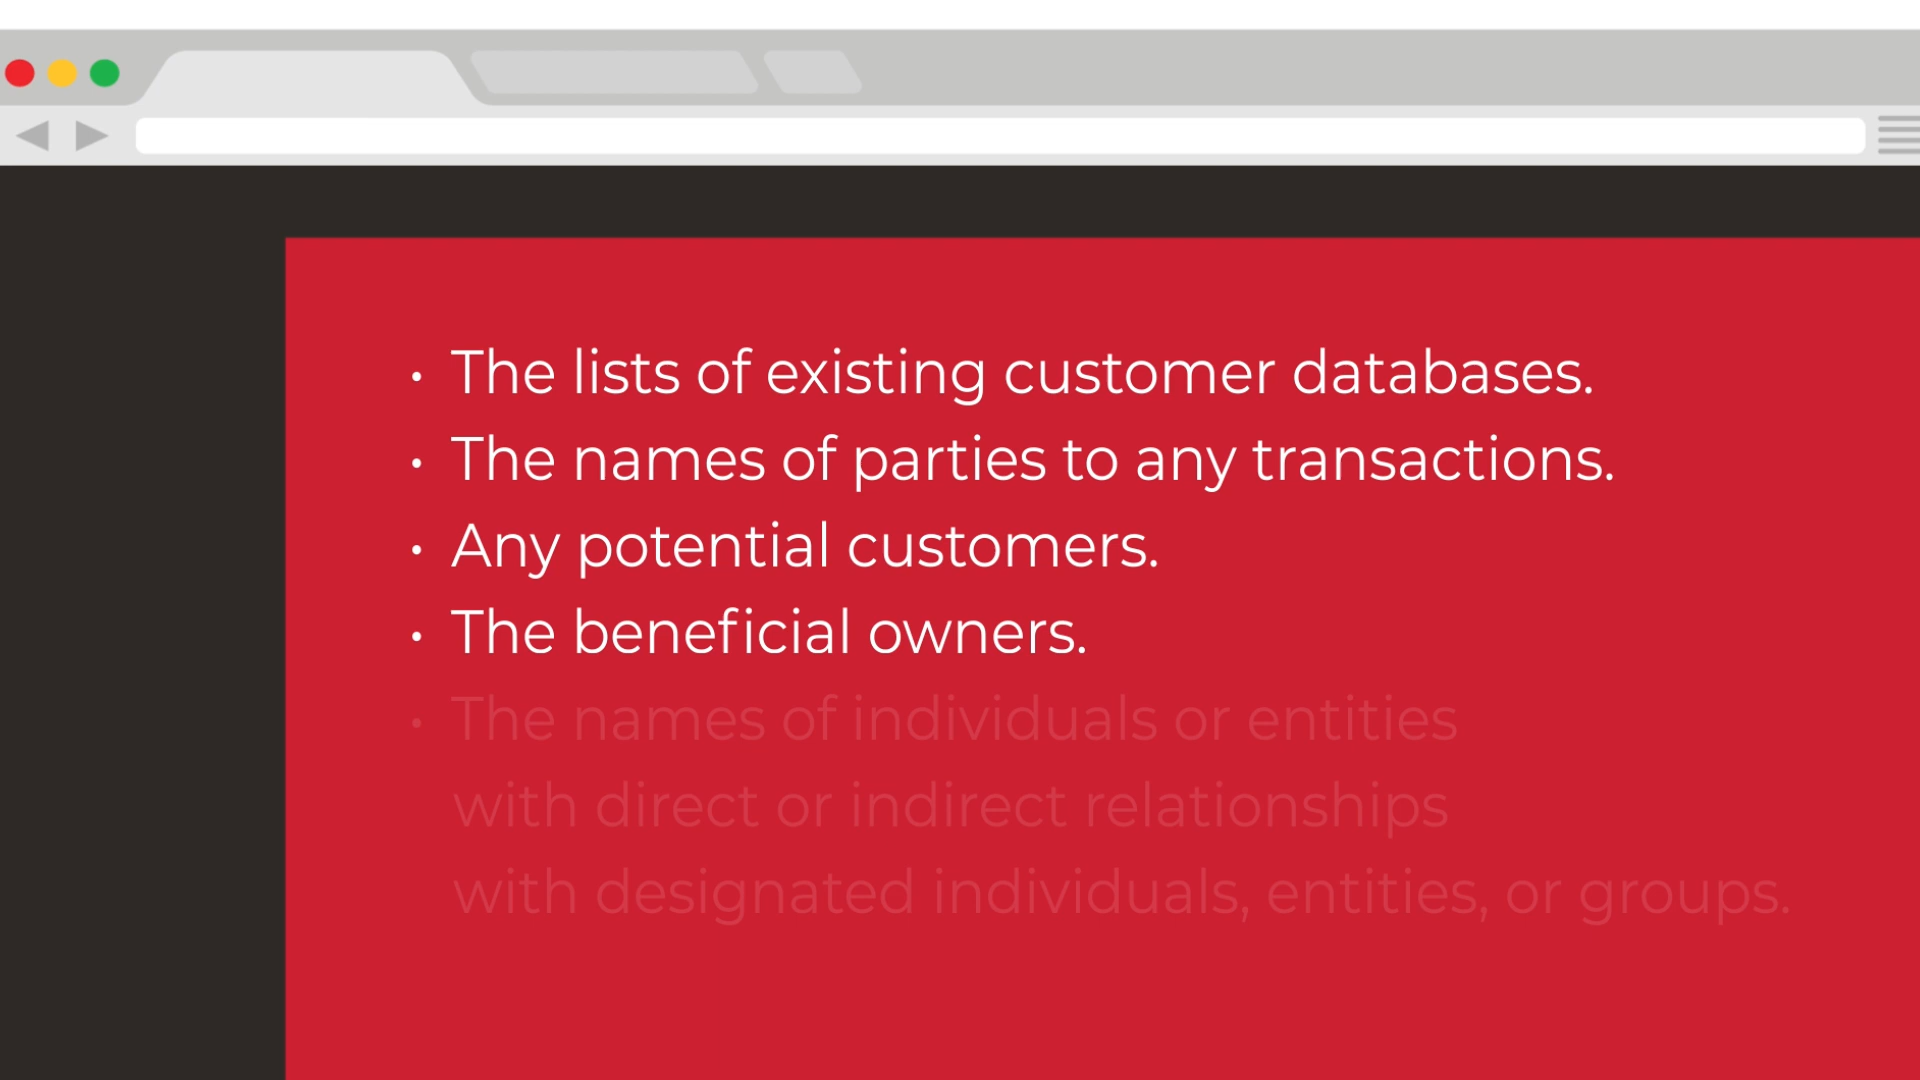 • The lists of existing customer databases.
• The names of parties to any transactions.
• Any potential customers.
• The beneficial owners.
• The names of individuals or entities
with direct or indirect relationships
with designated individuals, entities, or groups.